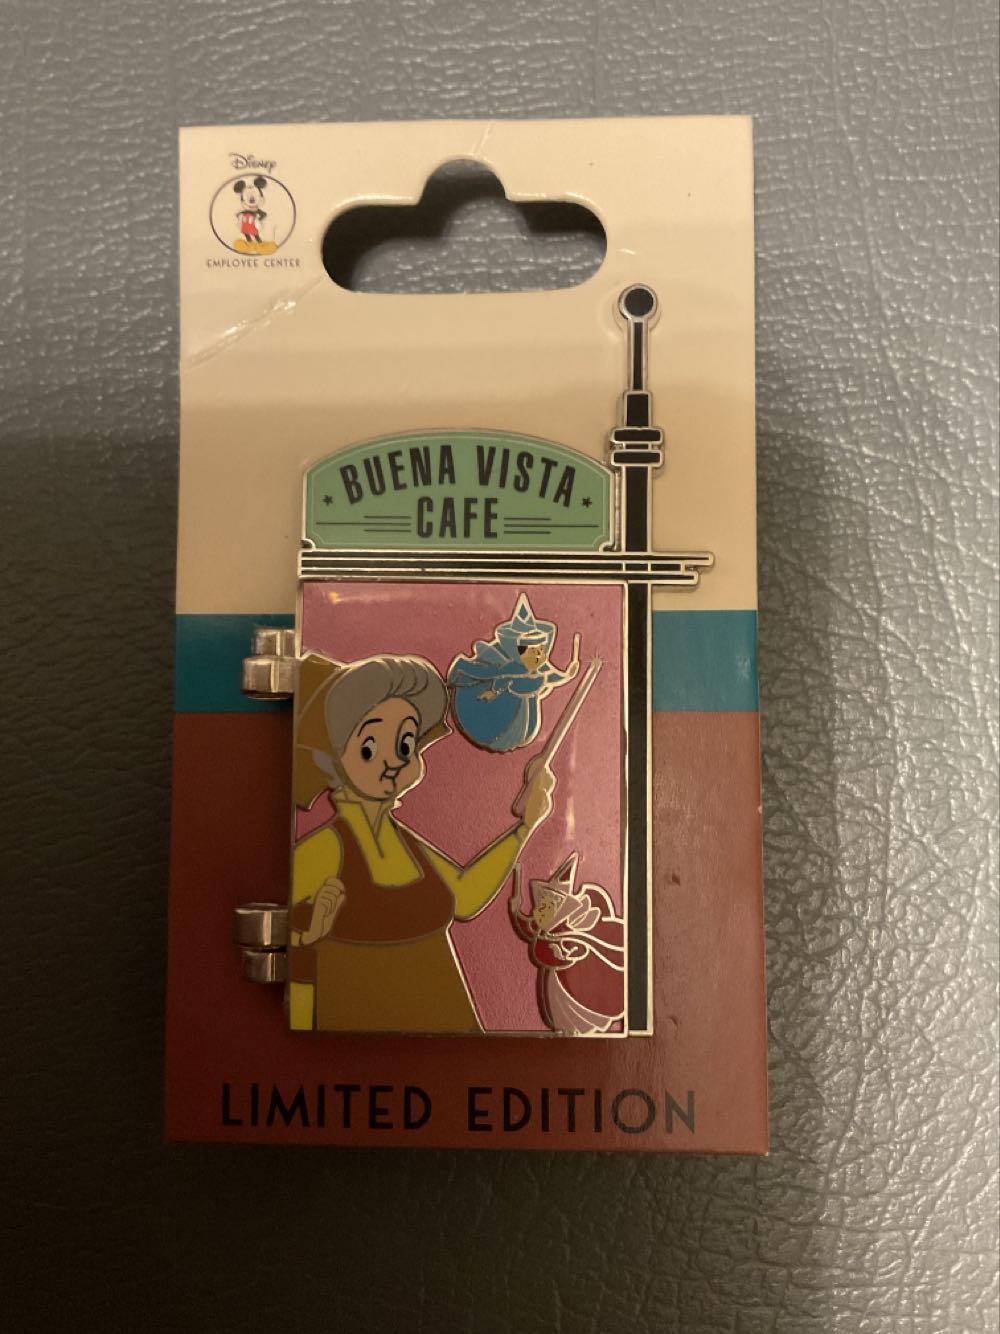 Disney
EMPLOYEE CENTER
BUENA VISTA
CAFE
LIMITED EDITION